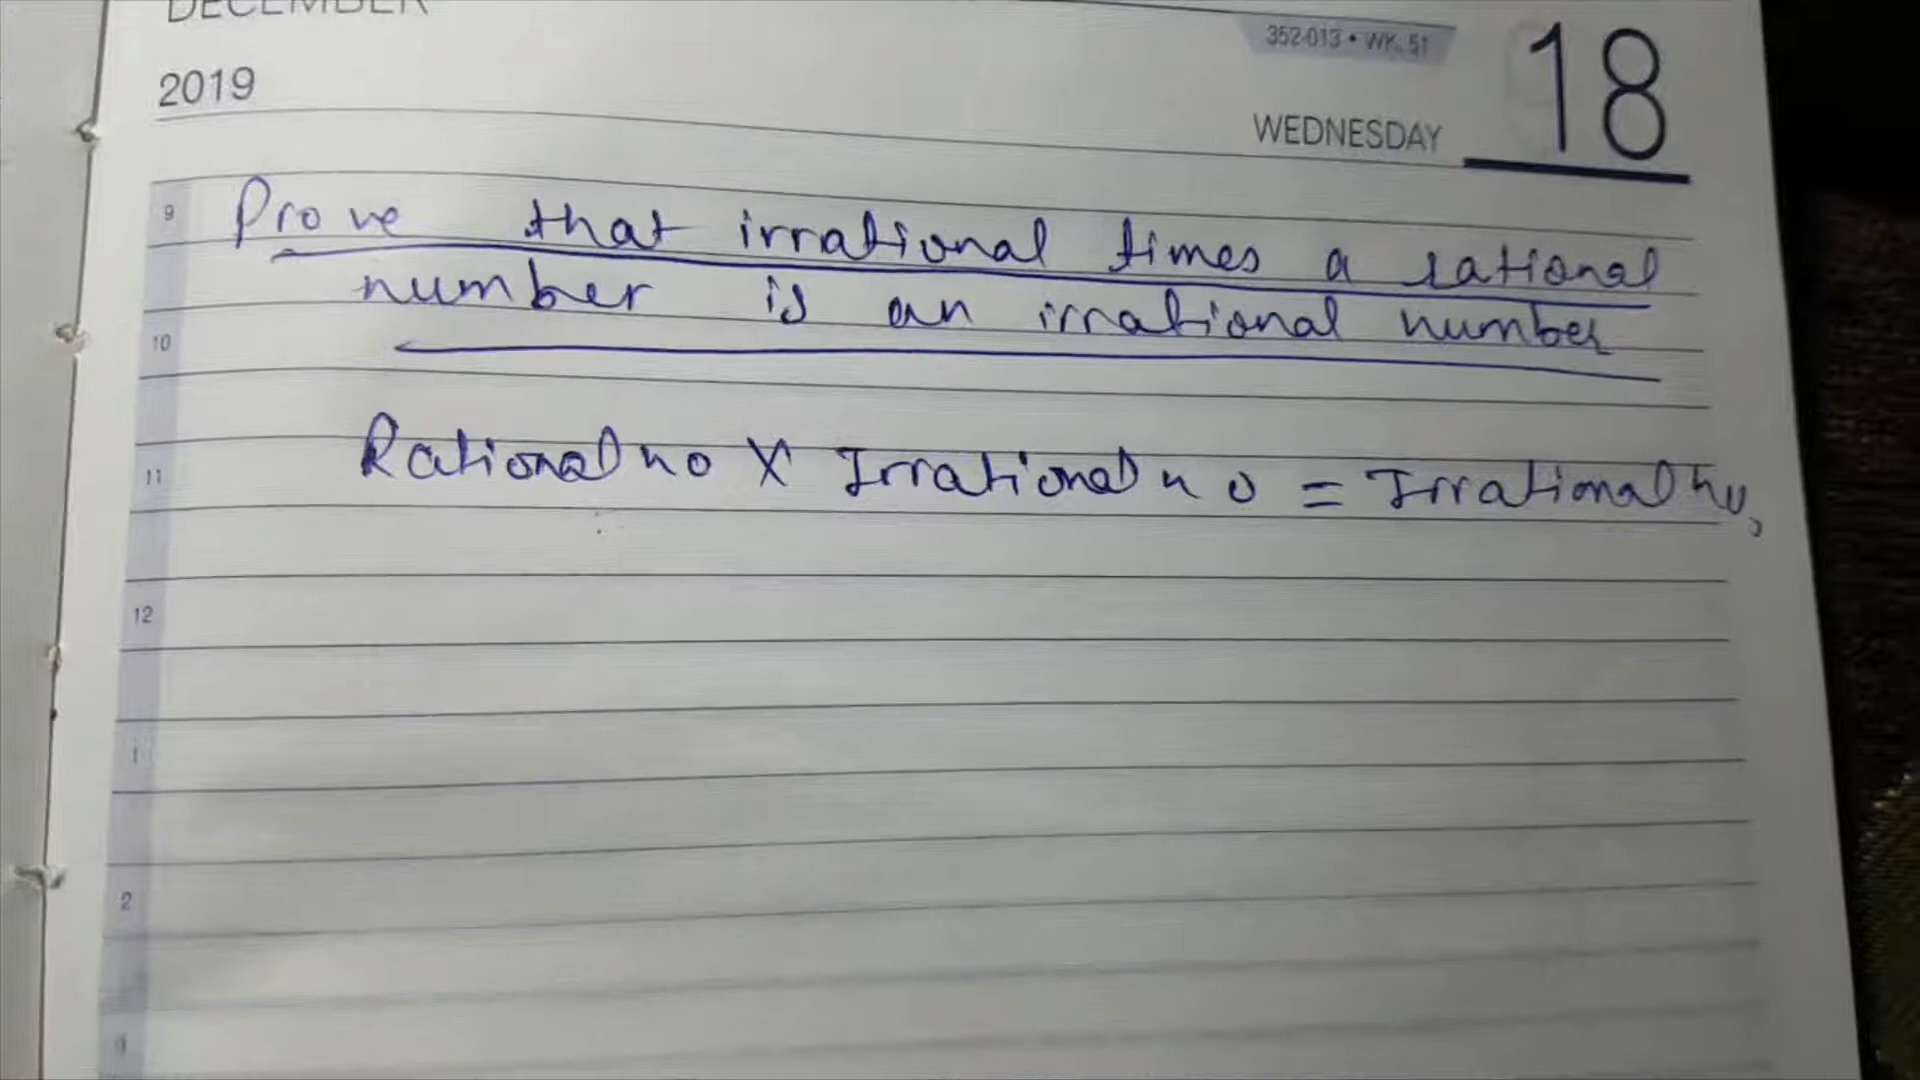 DECEMBER
2019
352-013 • WK. 51
WEDNESDAY
18
9
Prove that irrational times a rational
number is an irrational number
10
11
Rational no X Irrational no = Irrational no,
12
1
2